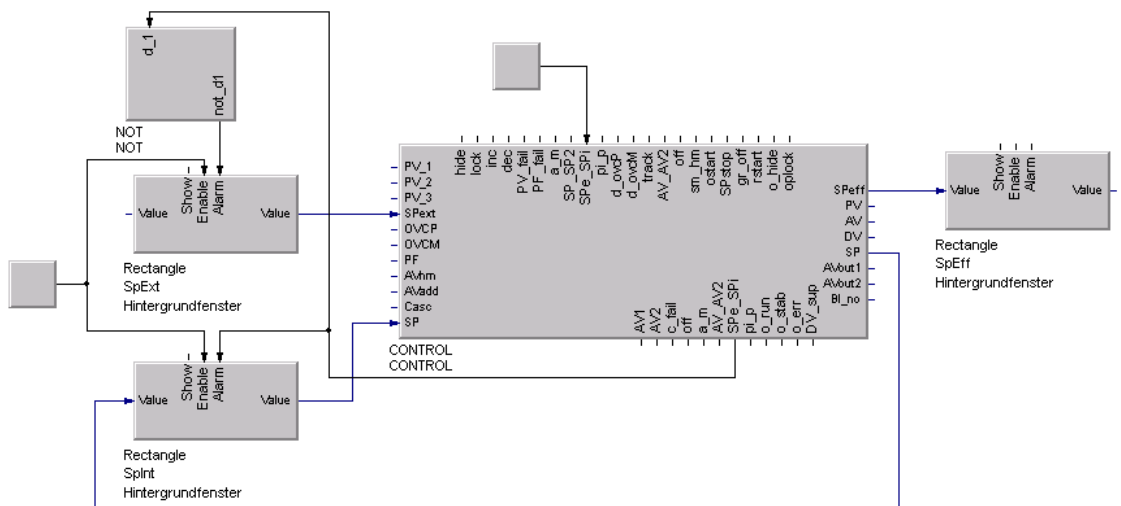 d_1
not_d1
NOT
NOT
Show
Enable
Alarm
Value
Value
Rectangle
SpExt
Hintergrundfenster
Show
Enable
Alarm
Value
Value
Rectangle
SpInt
Hintergrundfenster
hide
lock
inc
dec
PV_fail
PF_fail
a_m
SP_SP2
SPe_SPi
pi_p
d_ovcP
d_ovcM
track
AV_AV2
off
sm_hm
ostart
SPstop
gr_off
rstart
o_hide
oplock
PV_1
PV_2
PV_3
SPext
OVCP
OVCM
PF
AVhm
AVadd
Casc
SP
SPeff
PV
AV
DV
SP
AVout1
AVout2
Bl_no
AV1
AV2
c_fail
off
a_m
AV_AV2
SPe_SPi
pi_p
o_run
o_stab
o_err
DV_sup
CONTROL
CONTROL
Show
Enable
Alarm
Value
Value
Rectangle
SpEff
Hintergrundfenster